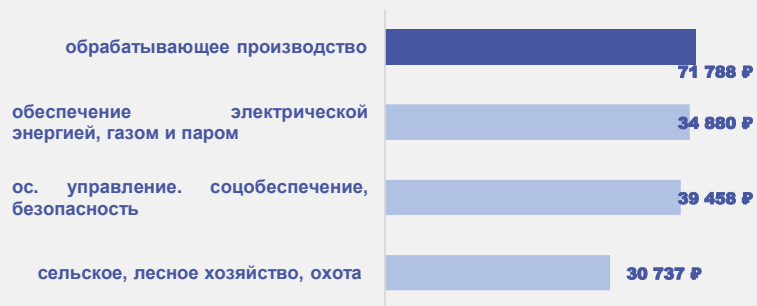 обрабатывающее производство
71 788 ₽
обеспечение электрической
энергией, газом и паром
34 880 ₽
ос. управление. соцобеспечение,
безопасность
39 458 ₽
сельское, лесное хозяйство, охота
30 737 ₽